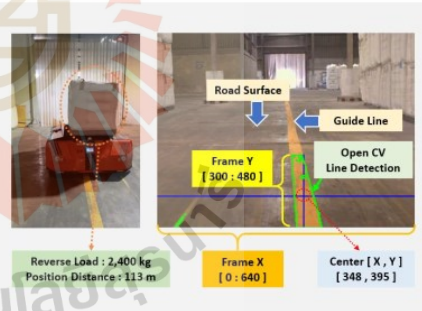 Road Surface
Guide Line
Frame Y
[ 300 : 480 ]
Open CV
Line Detection
Reverse Load : 2,400 kg
Position Distance : 113 m
Frame X
[ 0 : 640 ]
Center [ X , Y ]
[ 348 , 395 ]